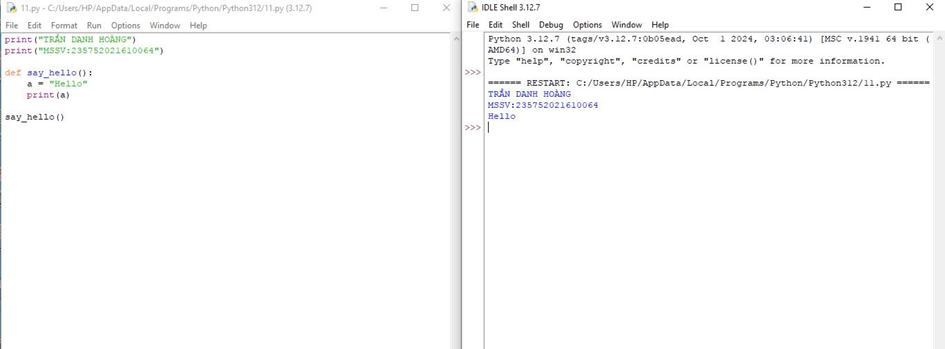 11.py - C:/Users/HP/AppData/Local/Programs/Python/Python312/11.py (3.12.7)
File Edit Format Run Options Window Help
print("TRẦN DANH HOÀNG")
print("MSSV:235752021610064")
def say_hello():
    a = "Hello"
    print(a)
say_hello()
IDLE Shell 3.12.7
File Edit Shell Debug Options Window Help
Python 3.12.7 (tags/v3.12.7:0b05ead, Oct  1 2024, 03:06:41) [MSC v.1941 64 bit (
AMD64)] on win32
Type "help", "copyright", "credits" or "license()" for more information.
>>>
====== RESTART: C:/Users/HP/AppData/Local/Programs/Python/Python312/11.py ======
TRẦN DANH HOÀNG
MSSV:235752021610064
Hello
>>>